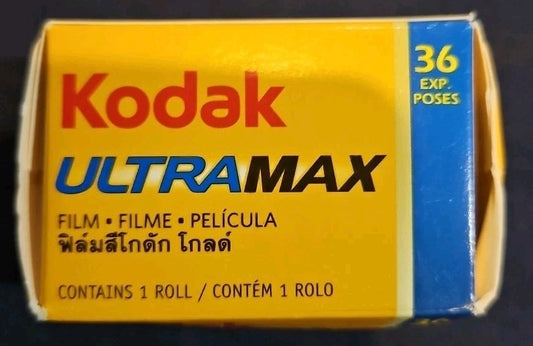 Kodak
ULTRAMAX
FILM • FILME • PELÍCULA
ฟิล์มสีโกดัก โกลด์
CONTAINS 1 ROLL / CONTÉM 1 ROLO
36
EXP.
POSES